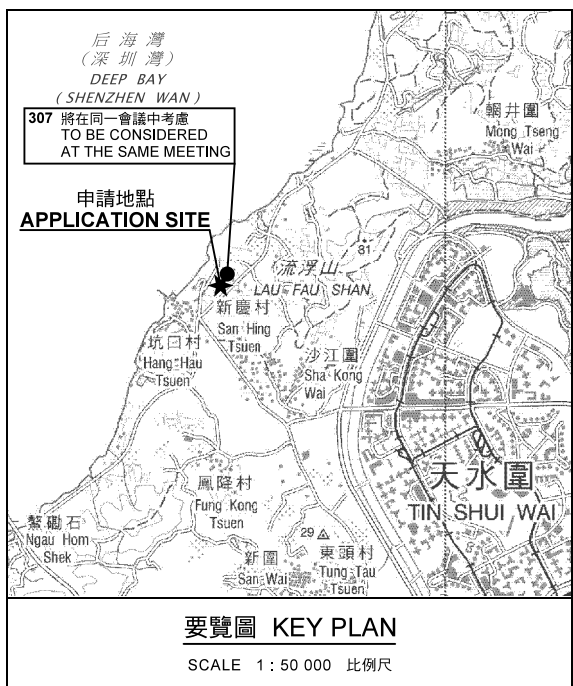 后海灣
(深圳灣)
DEEP BAY
(SHENZHEN WAN)
307 將在同一會議中考慮
TO BE CONSIDERED
AT THE SAME MEETING
輞井圍
Mong Tseng
Wai
申請地點
APPLICATION SITE
81
流浮山
LAU FAU SHAN
新慶村
San Hing
Tsuen
坑口村
Hang Hau
Tsuen
沙江圍
Sha Kong
Wai
天水圍
TIN SHUI WAI
鳳降村
Fung Kong
Tsuen
鰲磡石
Ngau Hom
Shek
29
新圍
San Wai
東頭村
Tung Tau
Tsuen
要覽圖 KEY PLAN
SCALE 1 : 50 000 比例尺